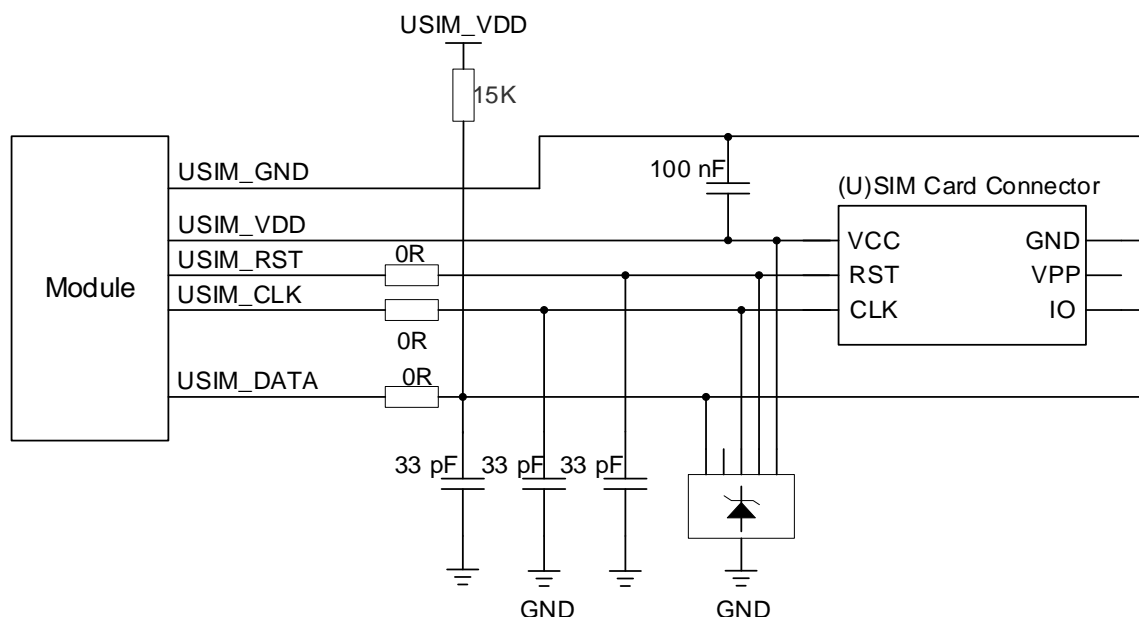 USIM_VDD
15K
USIM_GND
100 nF
(U)SIM Card Connector
USIM_VDD
VCC
GND
USIM_RST
0R
RST
VPP
Module
USIM_CLK
CLK
IO
0R
USIM_DATA
0R
33 pF
33 pF
33 pF
GND
GND